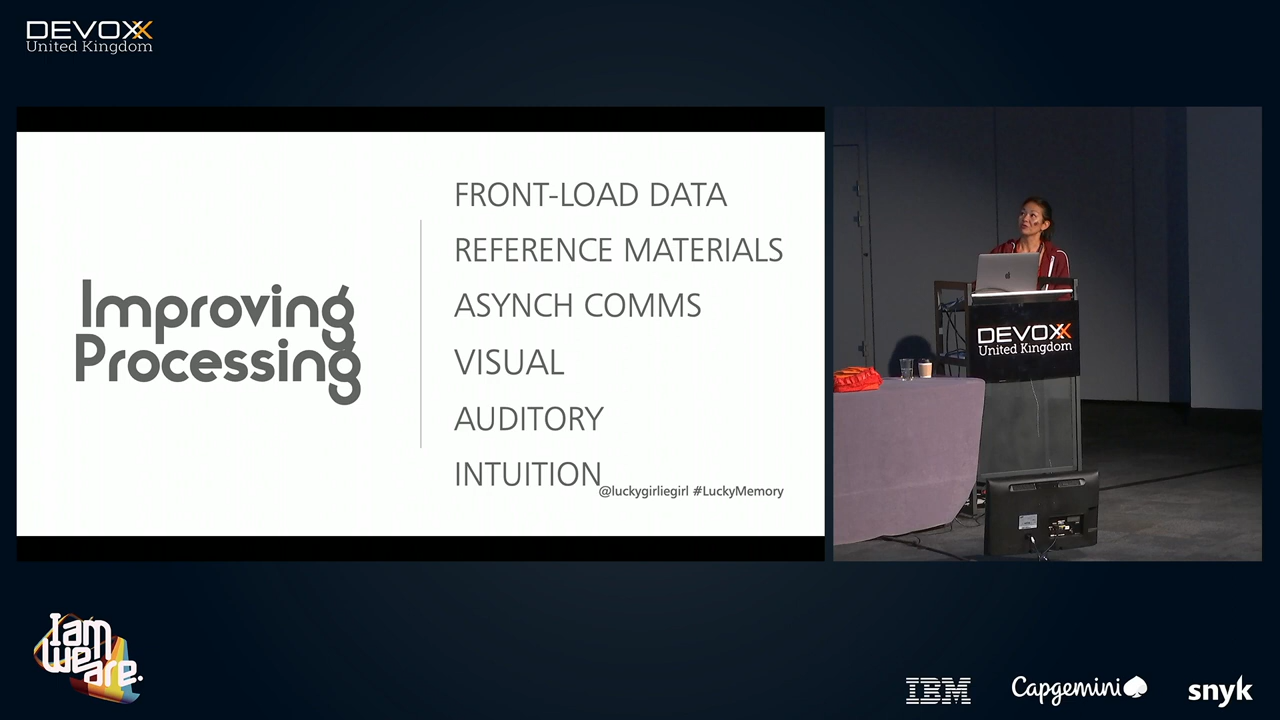 DEVOXX
United Kingdom
Improving
Processing
FRONT-LOAD DATA
REFERENCE MATERIALS
ASYNCH COMMS
VISUAL
AUDITORY
INTUITION
@luckygirliegirl #LuckyMemory
DEVOXX
United Kingdom
I am
We are.
IBM
Capgemini
snyk